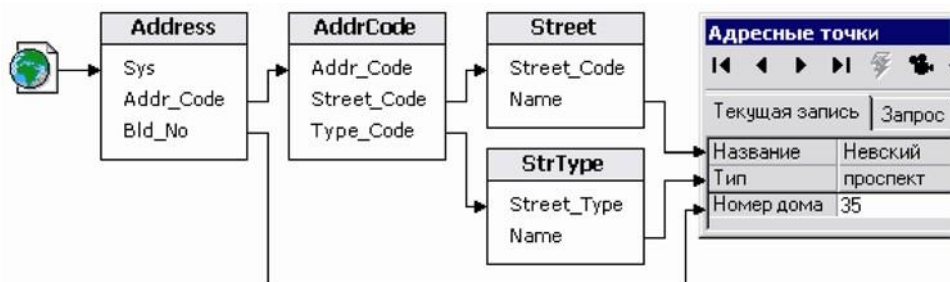 Address
Sys
Addr_Code
Bld_No
AddrCode
Addr_Code
Street_Code
Type_Code
Street
Street_Code
Name
StrType
Street_Type
Name
Адресные точки
Текущая запись Запрос
Название Невский
Тип проспект
Номер дома 35